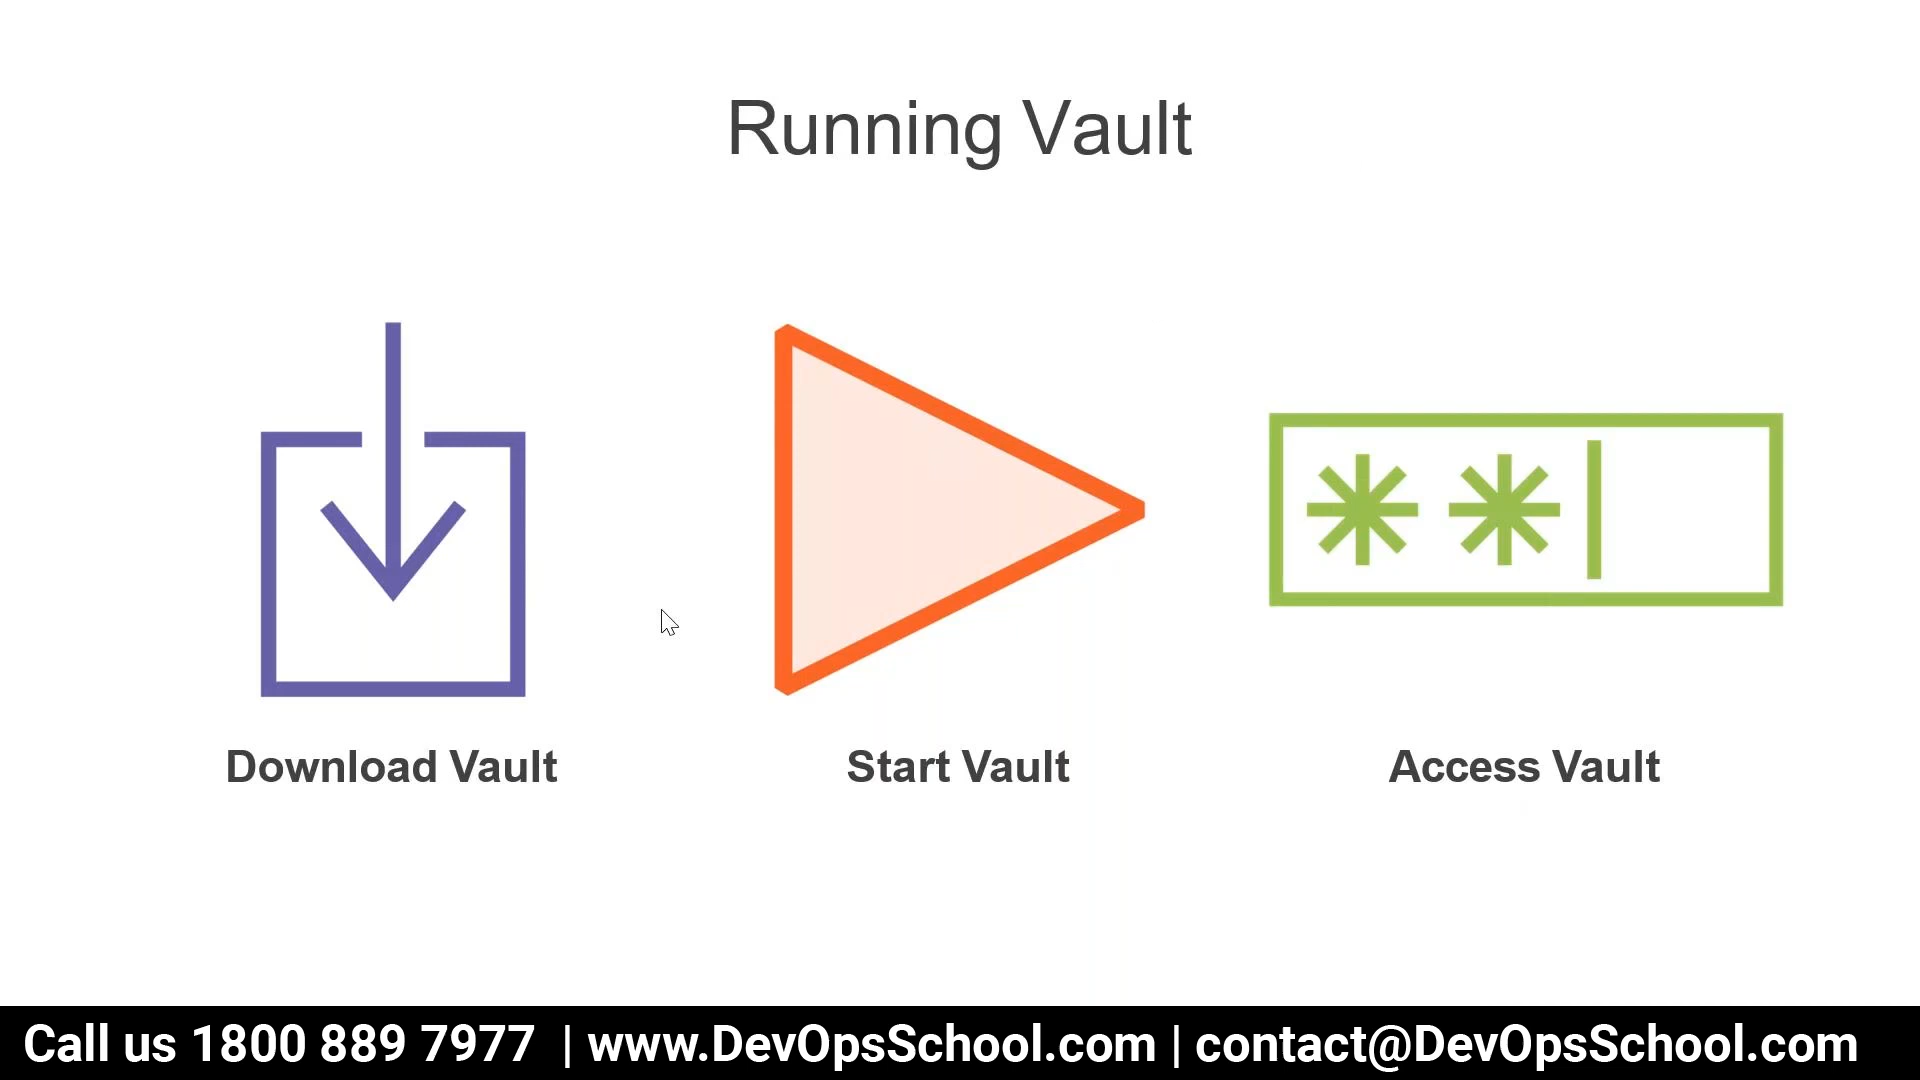 Running Vault
Download Vault
Start Vault
Access Vault
Call us 1800 889 7977 | www.DevOpsSchool.com | contact@DevOpsSchool.com